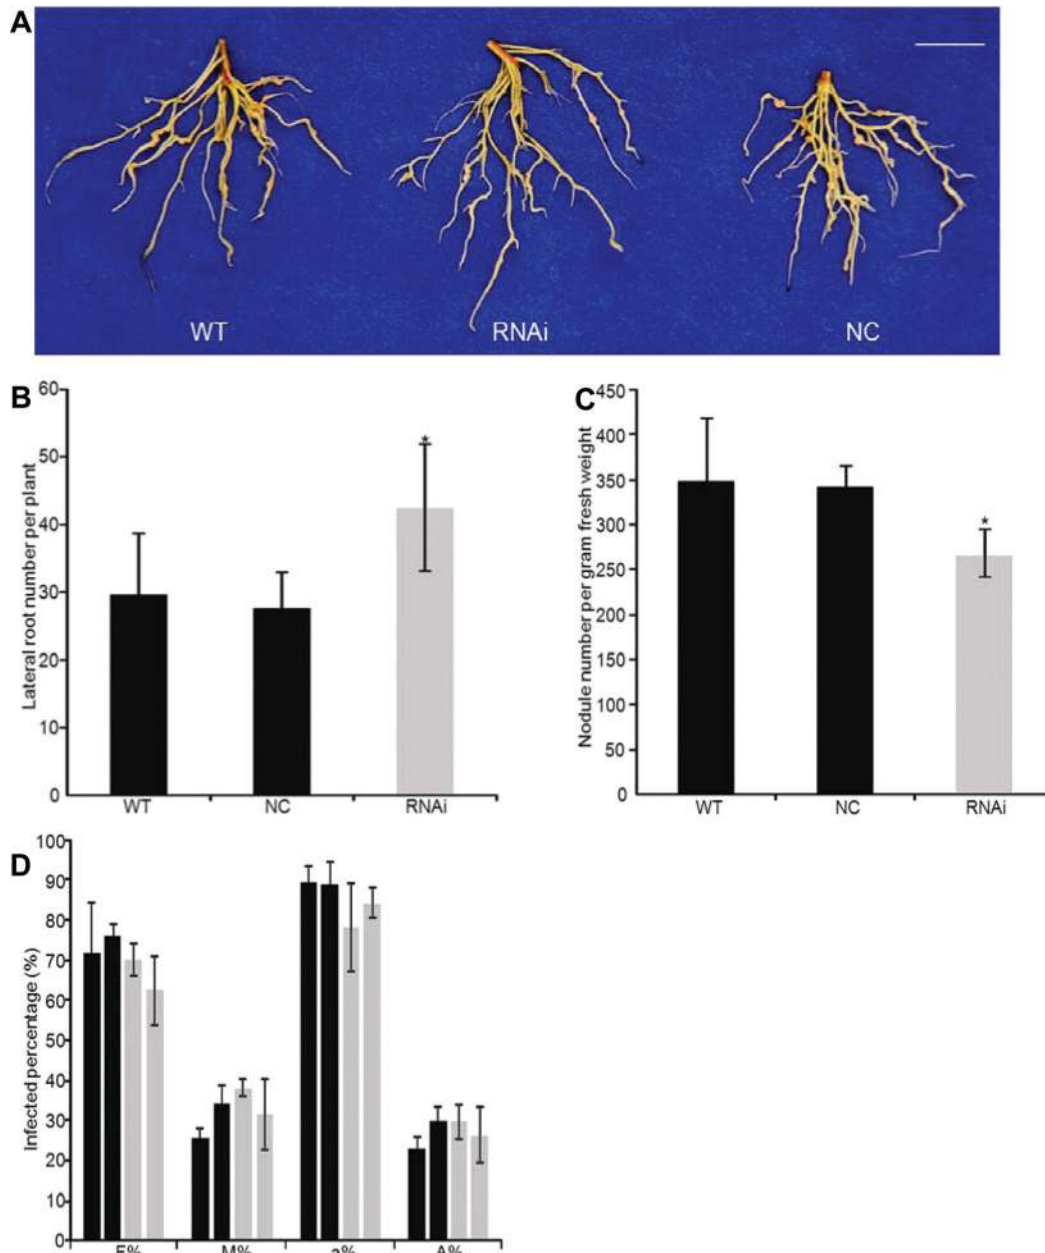 A
WT RNAi NC
B
Lateral root number per plant
60
50
40
30
20
10
0
*
WT NC RNAi
C
Nodule number per gram fresh weight
450
400
350
300
250
200
150
100
50
0
*
WT NC RNAi
D
Infected percentage (%)
100
90
80
70
60
50
40
30
20
10
0
F% M% a% A%